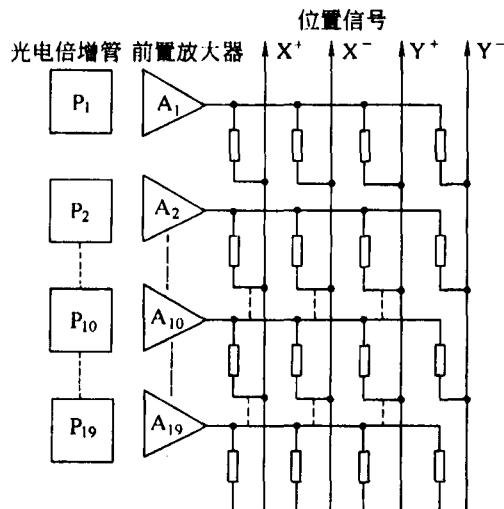 位置信号
光电倍增管 前置放大器 X⁺ X⁻ Y⁺ Y⁻
P₁ A₁
P₂ A₂
P₁₀ A₁₀
P₁₉ A₁₉